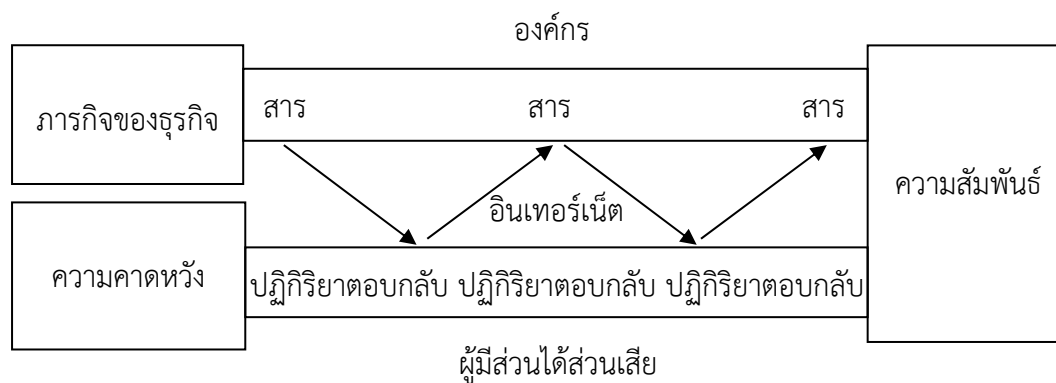 องค์กร
ภารกิจของธุรกิจ
สาร สาร สาร
ความสัมพันธ์
อินเทอร์เน็ต
ความคาดหวัง
ปฏิกิริยาตอบกลับ ปฏิกิริยาตอบกลับ ปฏิกิริยาตอบกลับ
ผู้มีส่วนได้ส่วนเสีย